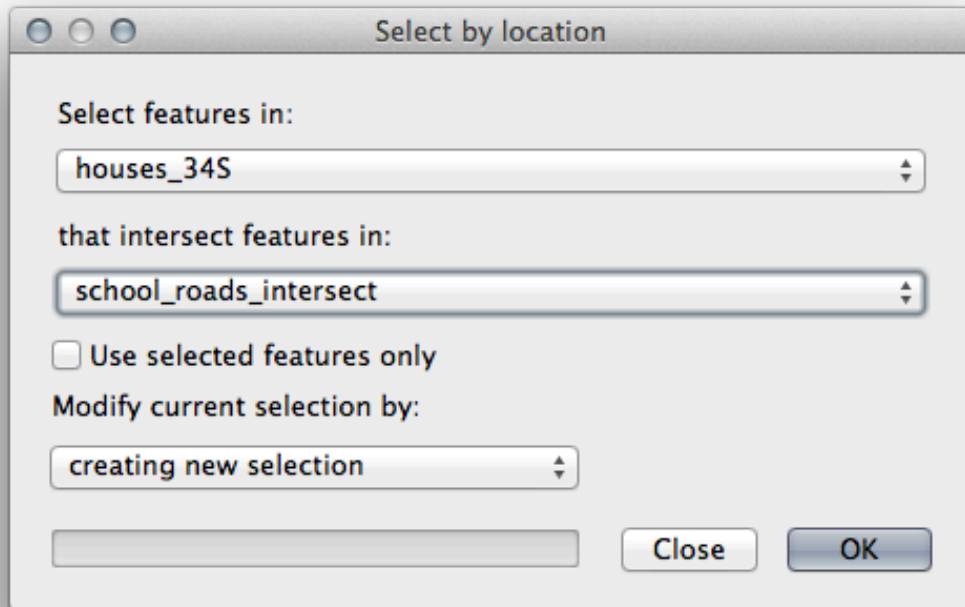 Select by location
Select features in:
houses_34S
that intersect features in:
school_roads_intersect
Use selected features only
Modify current selection by:
creating new selection
Close OK